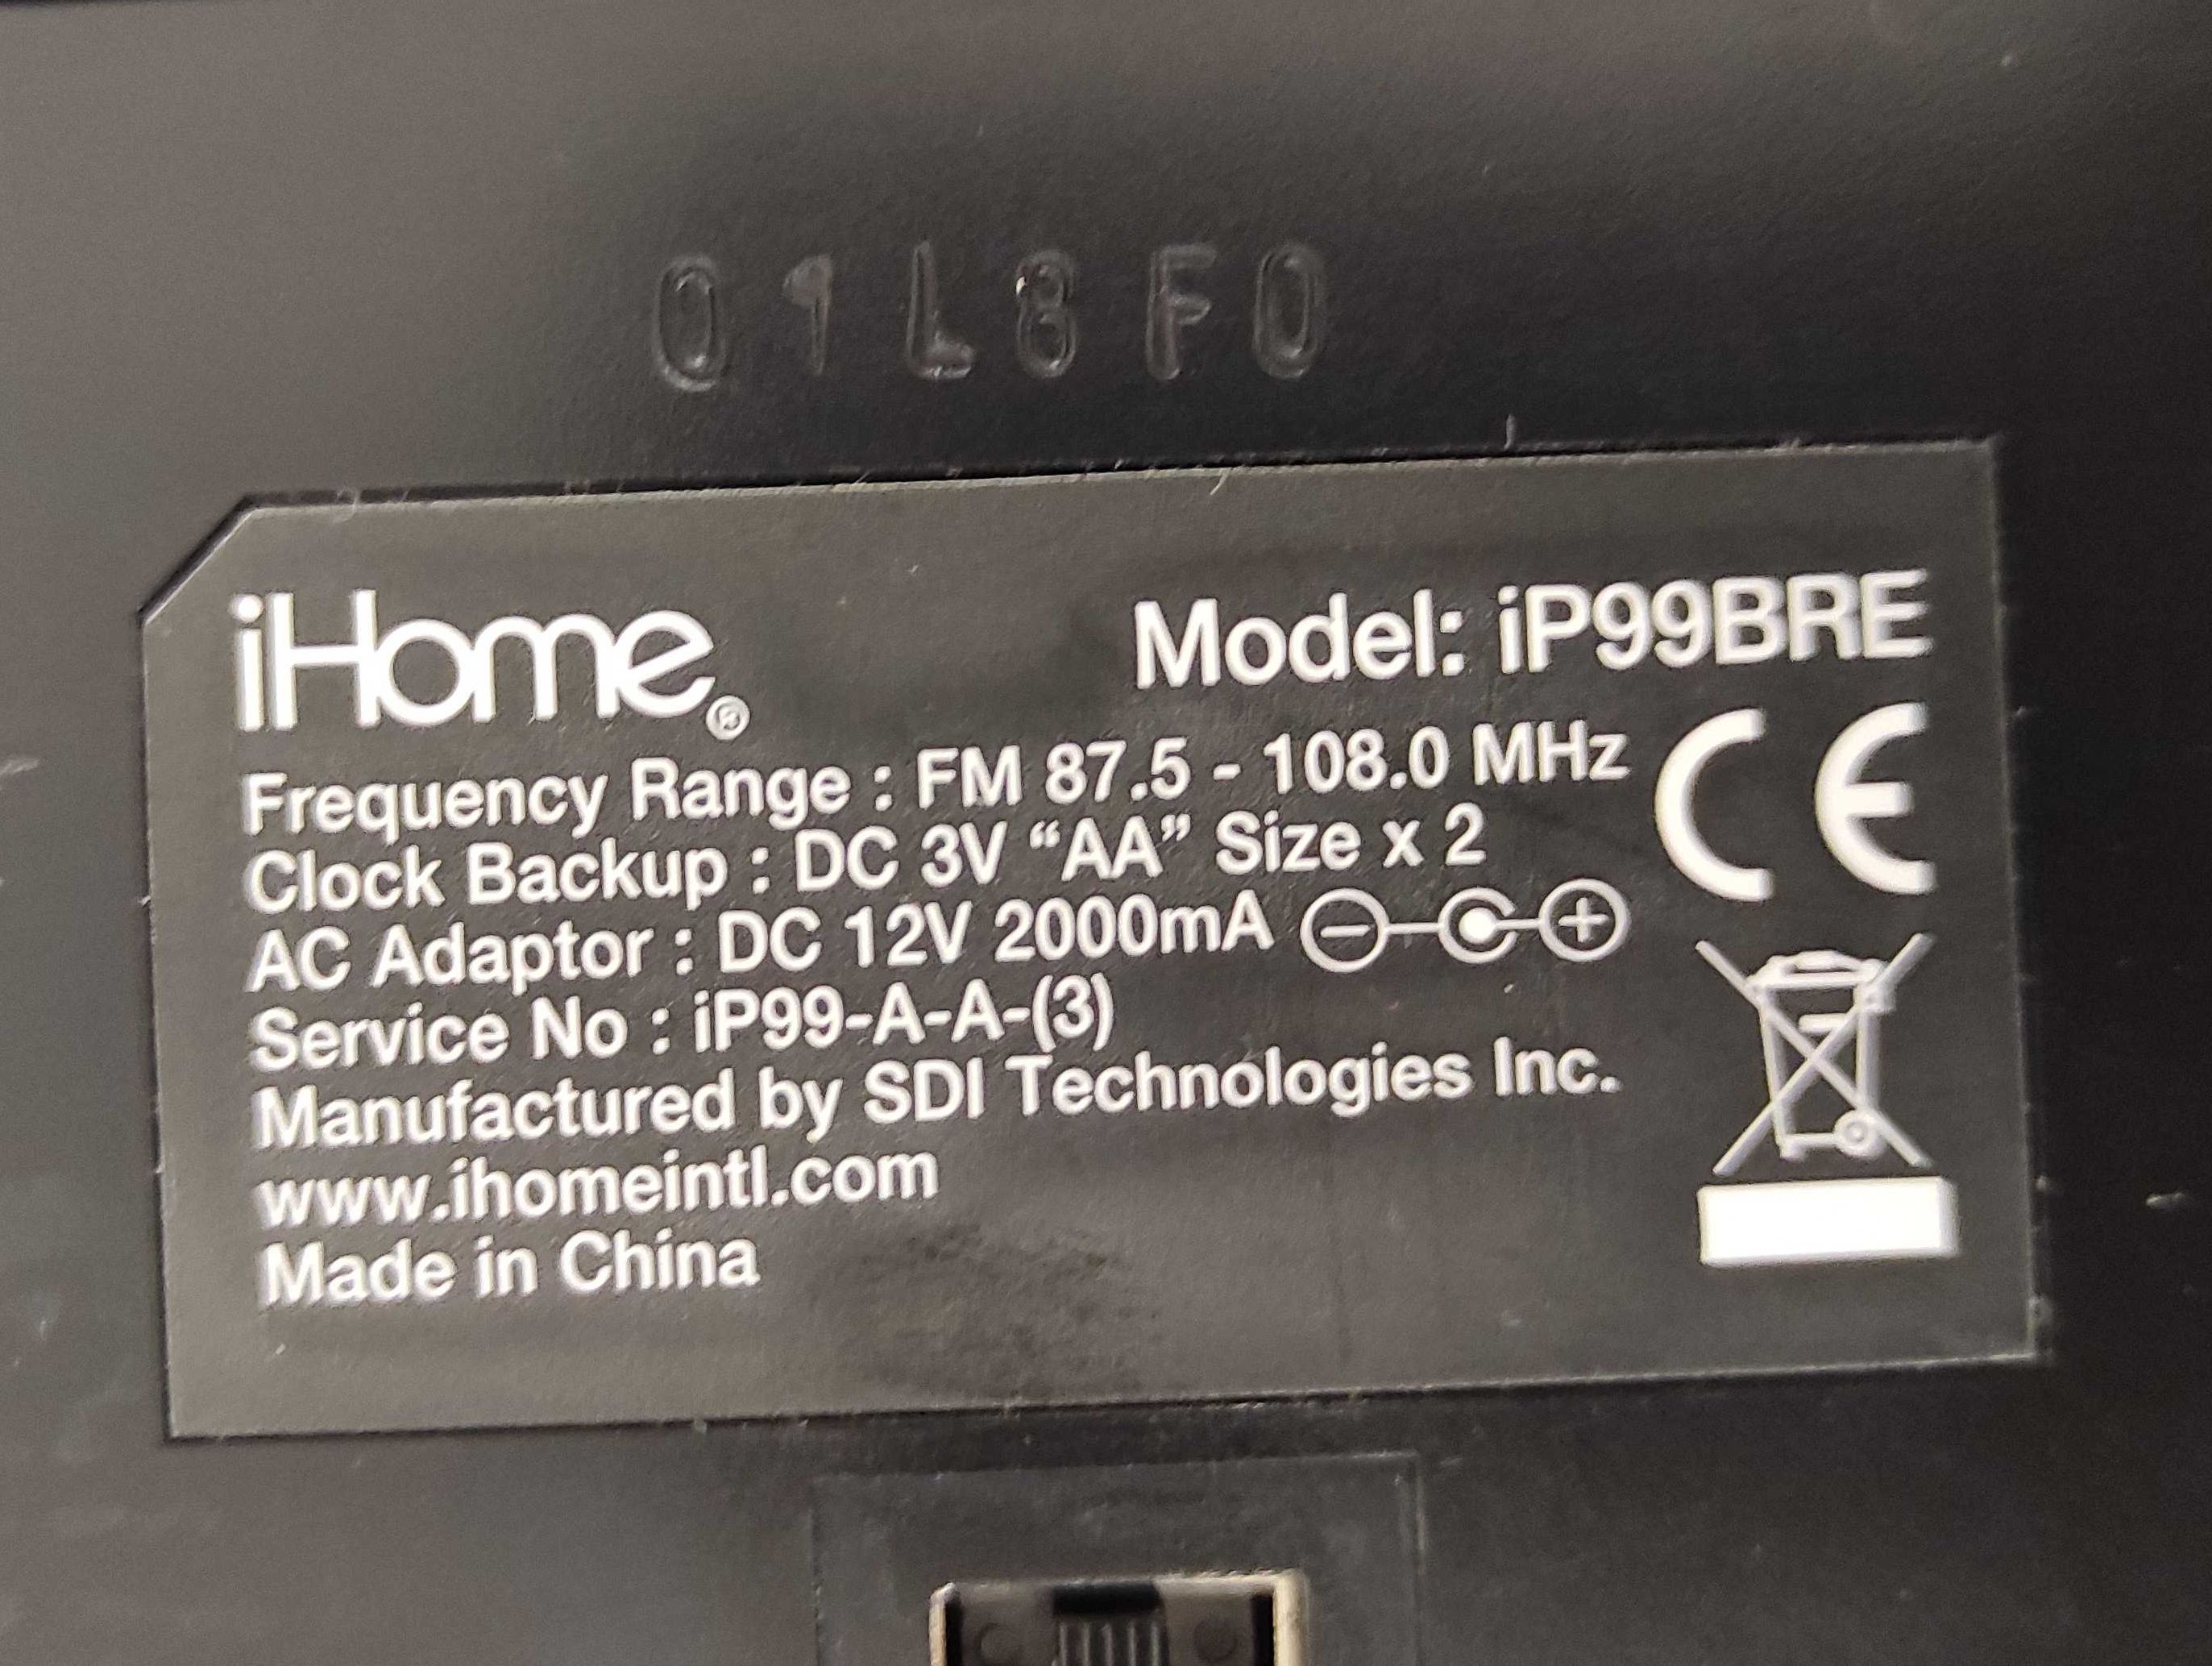 01L8F0
iHome®
Model: iP99BRE
Frequency Range : FM 87.5 - 108.0 MHz
Clock Backup : DC 3V “AA” Size x 2
AC Adaptor : DC 12V 2000mA
Service No : iP99-A-A-(3)
Manufactured by SDI Technologies Inc.
www.ihomeintl.com
Made in China
CE